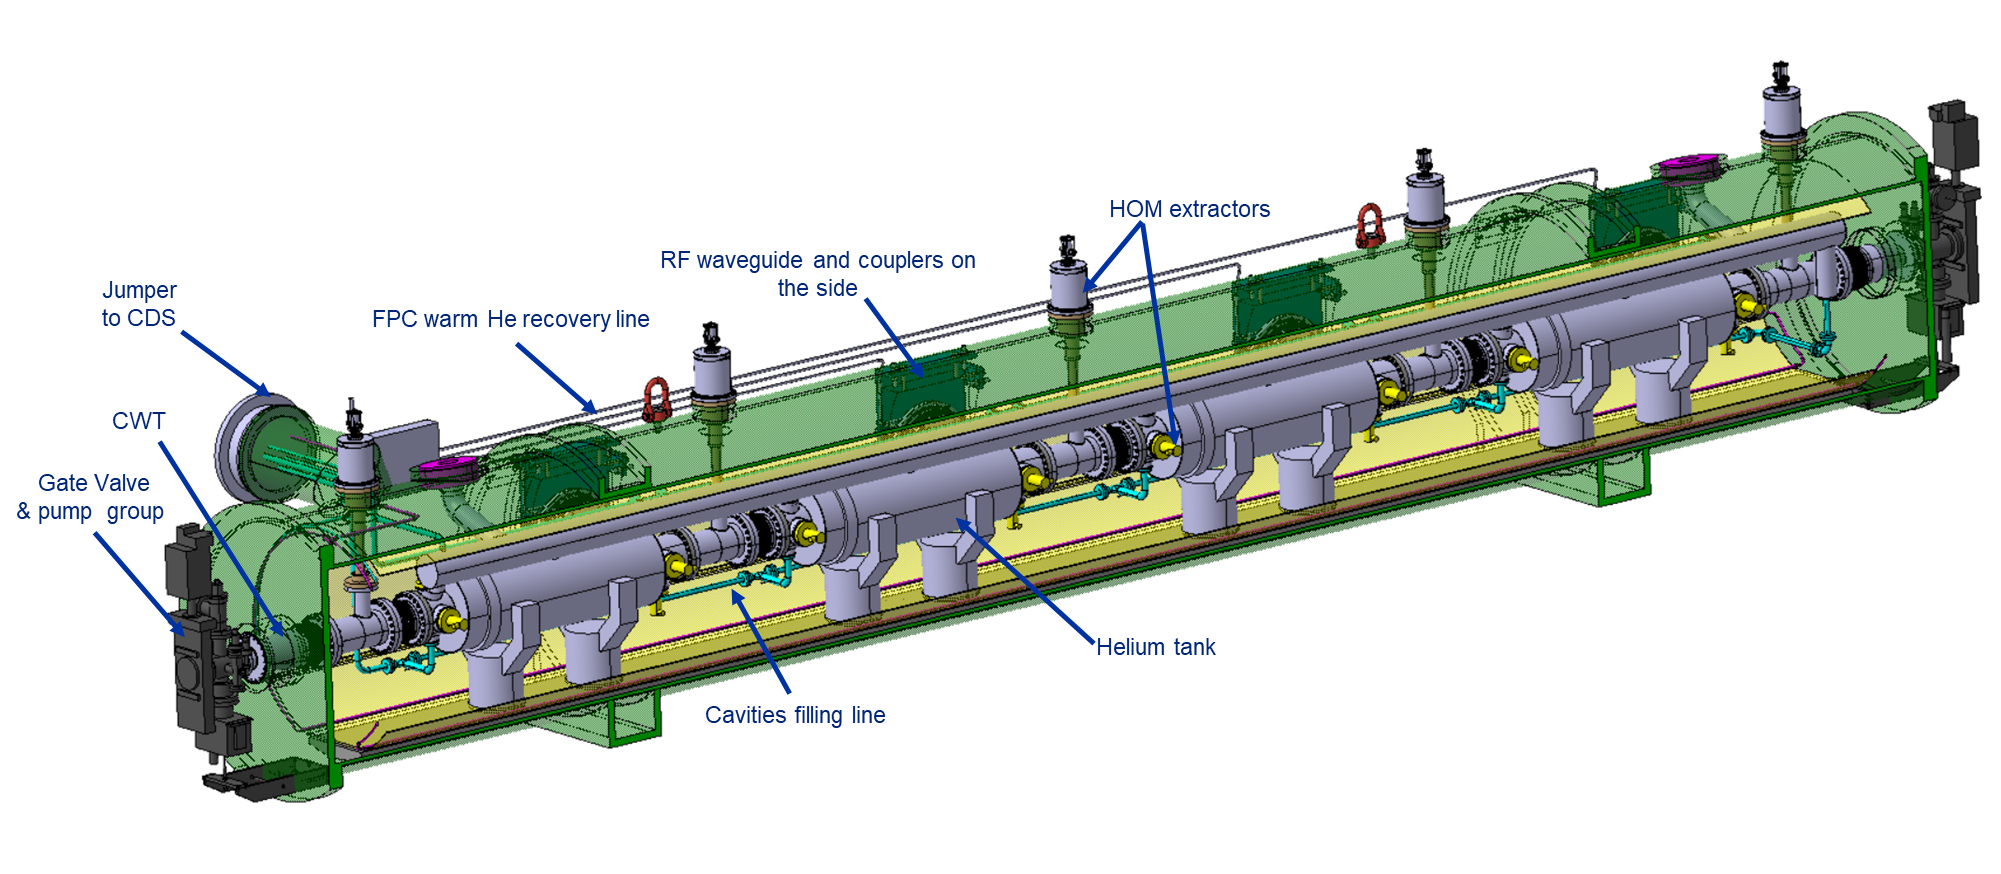 HOM extractors
RF waveguide and couplers on
the side
Jumper
to CDS
FPC warm He recovery line
CWT
Gate Valve
& pump group
Helium tank
Cavities filling line